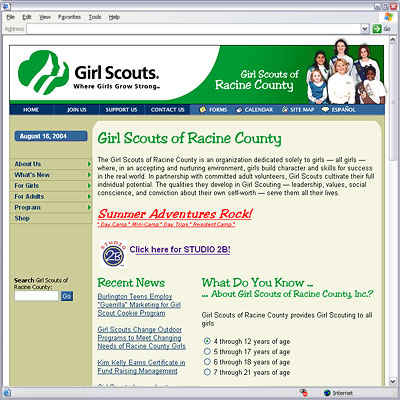 File Edit View Favorites Tools Help
Address
Go
Girl Scouts.
Where Girls Grow Strong.
Girl Scouts of
Racine County
HOME JOIN US SUPPORT US CONTACT US FORMS CALENDAR SITE MAP ESPAÑOL
August 16, 2004
About Us
What's New
For Girls
For Adults
Program
Shop
Search Girl Scouts of
Racine County:
Go
Girl Scouts of Racine County
The Girl Scouts of Racine County is an organization dedicated solely to girls — all girls —
where, in an accepting and nurturing environment, girls build character and skills for success
in the real world. In partnership with committed adult volunteers, Girl Scouts cultivate their full
individual potential. The qualities they develop in Girl Scouting — leadership, values, social
conscience, and conviction about their own self-worth — serve them all their lives.
Summer Adventures Rock!
* Day Camp * Mini-Camp * Day Trips * Resident Camp *
STUDIO
2B
Click here for STUDIO 2B!
Recent News
Burlington Teens Employ
"Guerilla" Marketing for Girl
Scout Cookie Program
Girl Scouts Change Outdoor
Programs to Meet Changing
Needs of Racine County Girls
Kim Kelly Earns Certificate in
Fund Raising Management
What Do You Know ...
... About Girl Scouts of Racine County, Inc.?
Girl Scouts of Racine County provides Girl Scouting to all
girls
4 through 12 years of age
5 through 17 years of age
6 through 18 years of age
7 through 21 years of age
Internet